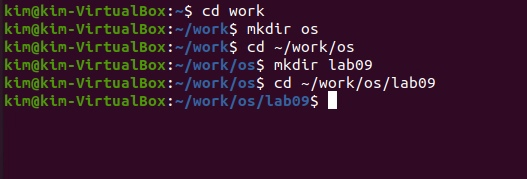 kim@kim-VirtualBox:~$ cd work
kim@kim-VirtualBox:~/work$ mkdir os
kim@kim-VirtualBox:~/work$ cd ~/work/os
kim@kim-VirtualBox:~/work/os$ mkdir lab09
kim@kim-VirtualBox:~/work/os$ cd ~/work/os/lab09
kim@kim-VirtualBox:~/work/os/lab09$